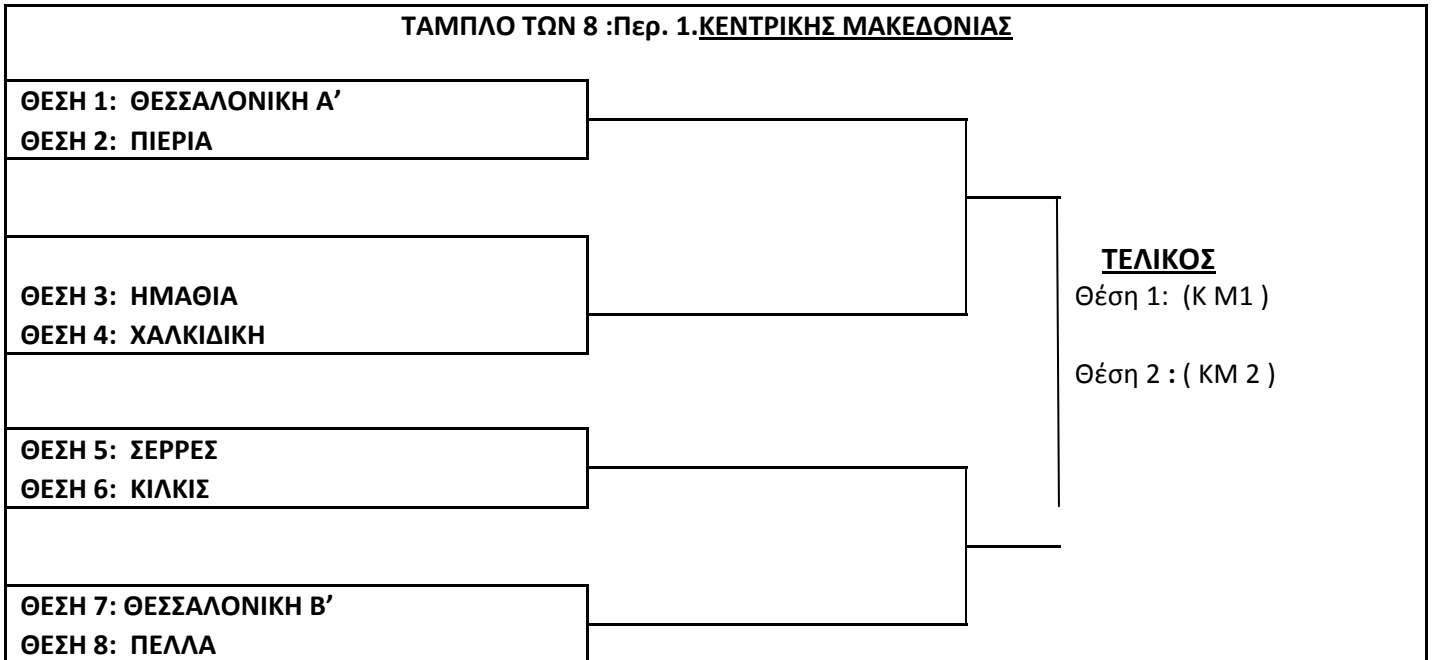 ΤΑΜΠΛΟ ΤΩΝ 8 :Περ. 1.ΚΕΝΤΡΙΚΗΣ ΜΑΚΕΔΟΝΙΑΣ
ΘΕΣΗ 1: ΘΕΣΣΑΛΟΝΙΚΗ Α’
ΘΕΣΗ 2: ΠΙΕΡΙΑ
ΘΕΣΗ 3: ΗΜΑΘΙΑ
ΘΕΣΗ 4: ΧΑΛΚΙΔΙΚΗ
ΘΕΣΗ 5: ΣΕΡΡΕΣ
ΘΕΣΗ 6: ΚΙΛΚΙΣ
ΘΕΣΗ 7: ΘΕΣΣΑΛΟΝΙΚΗ Β’
ΘΕΣΗ 8: ΠΕΛΛΑ
ΤΕΛΙΚΟΣ
Θέση 1: (Κ Μ1 )
Θέση 2 : ( ΚΜ 2 )